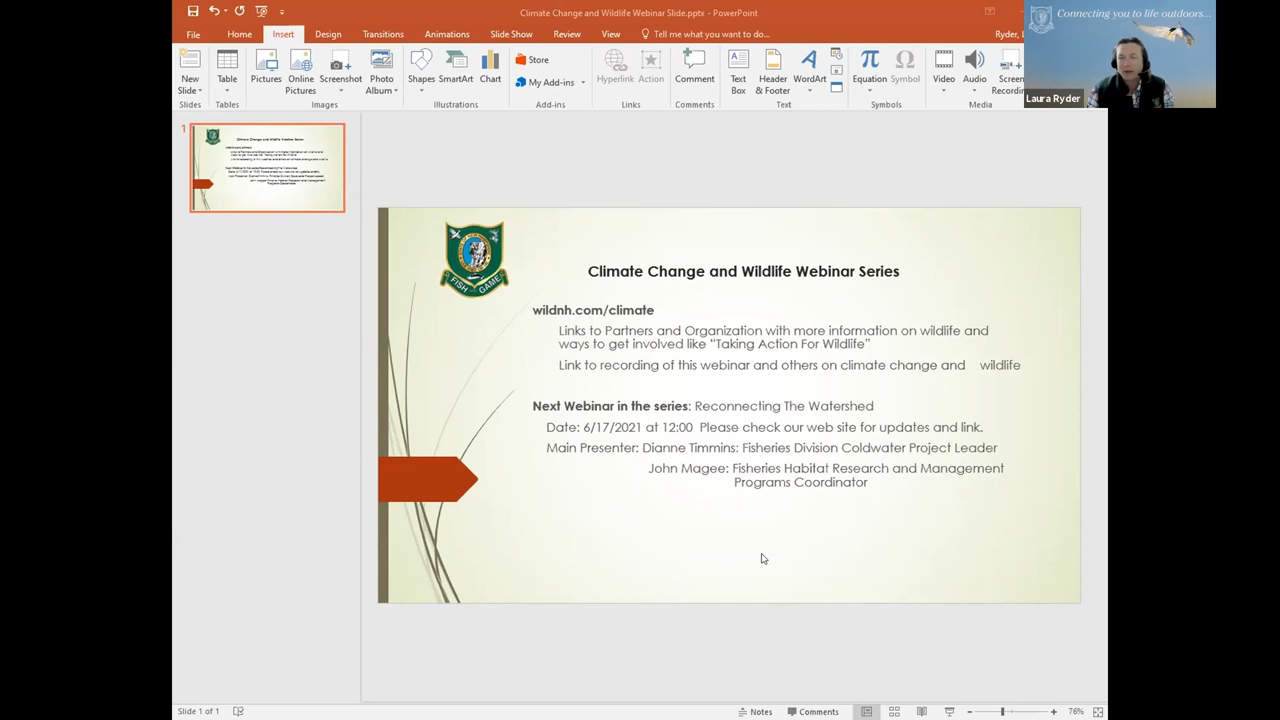 Climate Change and Wildlife Webinar Slide.pptx - PowerPoint
Connecting you to life outdoors...
File Home Insert Design Transitions Animations Slide Show Review View Tell me what you want to do... Ryder, L
New Slide
Table
Pictures
Online Pictures
Screenshot
Photo Album
Shapes
SmartArt
Chart
Store
My Add-ins
Hyperlink
Action
Comment
Text Box
Header & Footer
WordArt
Equation
Symbol
Video
Audio
Screen Recording
Laura Ryder
Slides Tables Images Illustrations Add-ins Links Comments Text Symbols Media
1
FISH GAME
Climate Change and Wildlife Webinar Series
wildnh.com/climate
Links to Partners and Organization with more information on wildlife and
ways to get involved like “Taking Action For Wildlife”
Link to recording of this webinar and others on climate change and wildlife
Next Webinar in the series: Reconnecting The Watershed
Date: 6/17/2021 at 12:00 Please check our web site for updates and link.
Main Presenter: Dianne Timmins: Fisheries Division Coldwater Project Leader
John Magee: Fisheries Habitat Research and Management
Programs Coordinator
Slide 1 of 1
Notes Comments 76%